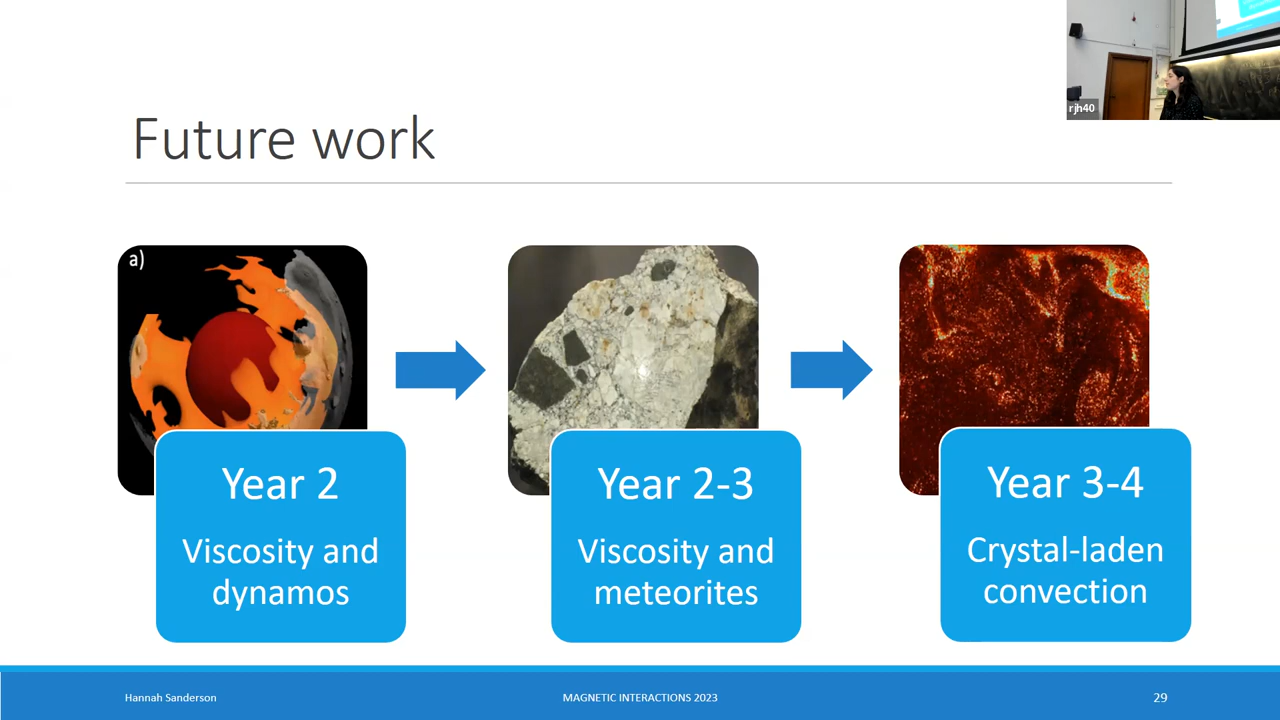 rjh40
Future work
a)
Year 2
Viscosity and
dynamos
Year 2-3
Viscosity and
meteorites
Year 3-4
Crystal-laden
convection
Hannah Sanderson
MAGNETIC INTERACTIONS 2023
29